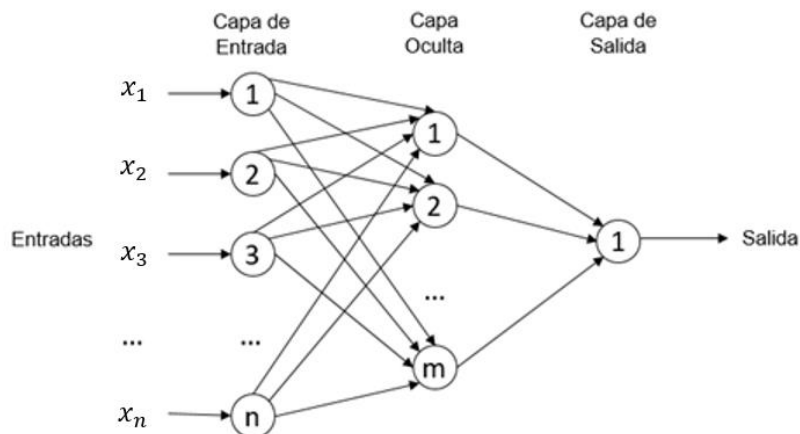 Capa de
Entrada
Capa
Oculta
Capa de
Salida
x₁
1
1
x₂
2
2
Entradas
x₃
3
1
Salida
...
...
...
m
xₙ
n